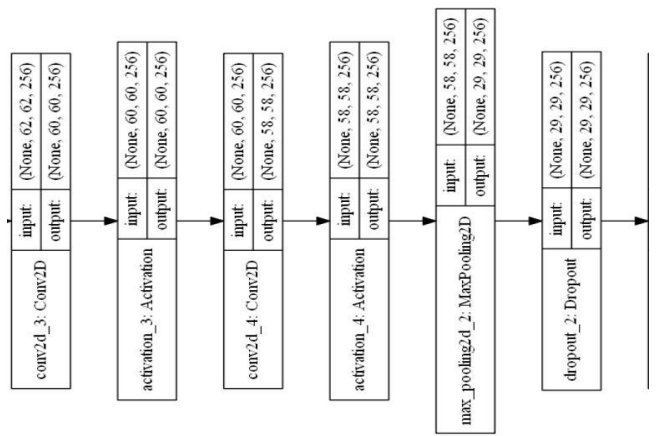 conv2d_3: Conv2D
input:
(None, 62, 62, 256)
output:
(None, 60, 60, 256)
activation_3: Activation
input:
(None, 60, 60, 256)
output:
(None, 60, 60, 256)
conv2d_4: Conv2D
input:
(None, 60, 60, 256)
output:
(None, 58, 58, 256)
activation_4: Activation
input:
(None, 58, 58, 256)
output:
(None, 58, 58, 256)
max_pooling2d_2: MaxPooling2D
input:
(None, 58, 58, 256)
output:
(None, 29, 29, 256)
dropout_2: Dropout
input:
(None, 29, 29, 256)
output:
(None, 29, 29, 256)